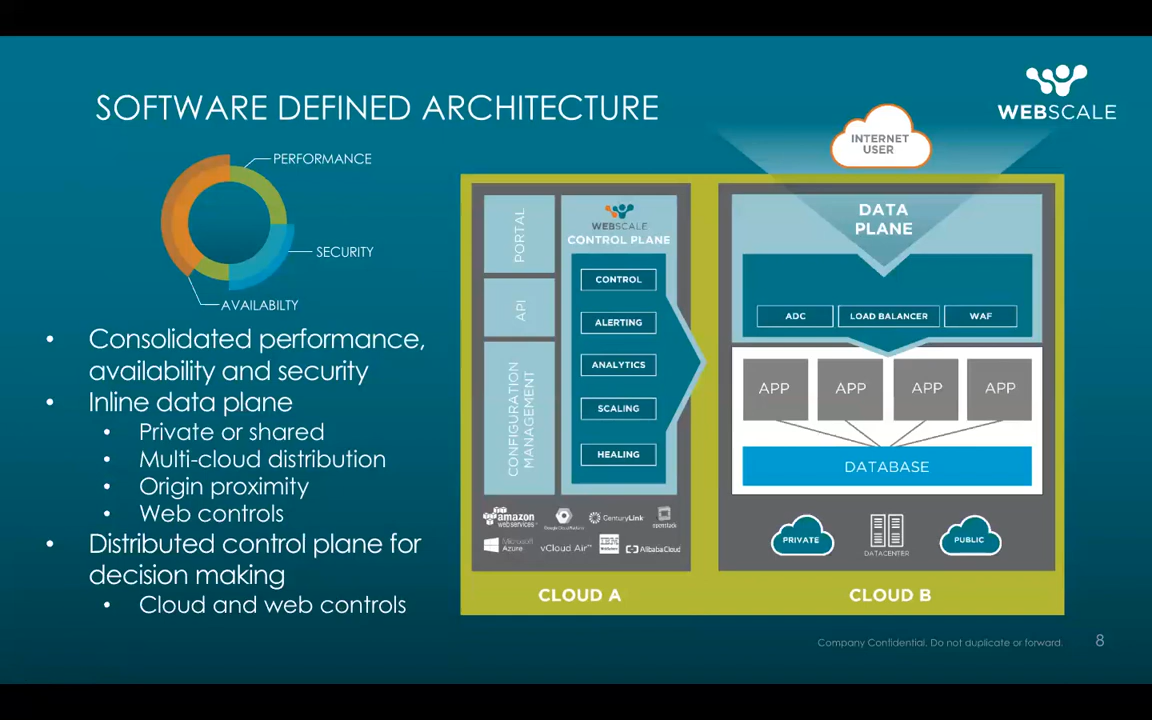 SOFTWARE DEFINED ARCHITECTURE
WEBSCALE
PERFORMANCE
SECURITY
AVAILABILTY
• Consolidated performance,
availability and security
• Inline data plane
• Private or shared
• Multi-cloud distribution
• Origin proximity
• Web controls
• Distributed control plane for
decision making
• Cloud and web controls
INTERNET
USER
PORTAL
API
CONFIGURATION
MANAGEMENT
WEBSCALE
CONTROL PLANE
CONTROL
ALERTING
ANALYTICS
SCALING
HEALING
amazon
web services
Google Cloud Platform
CenturyLink
openstack
Microsoft
Azure
vCloud Air
IBM
Alibaba Cloud
CLOUD A
DATA
PLANE
ADC
LOAD BALANCER
WAF
APP
APP
APP
APP
DATABASE
PRIVATE
DATACENTER
PUBLIC
CLOUD B
Company Confidential. Do not duplicate or forward.
8